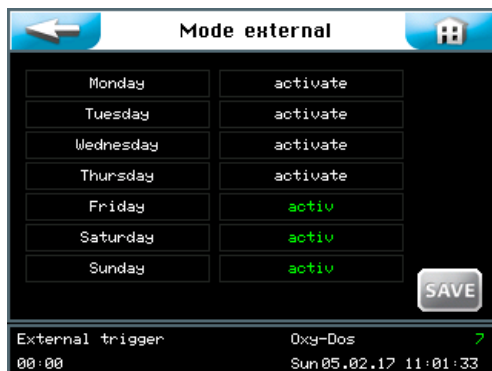 Mode external
Monday activate
Tuesday activate
Wednesday activate
Thursday activate
Friday activ
Saturday activ
Sunday activ
SAVE
External trigger Oxy-Dos 7
00:00 Sun 05.02.17 11:01:33